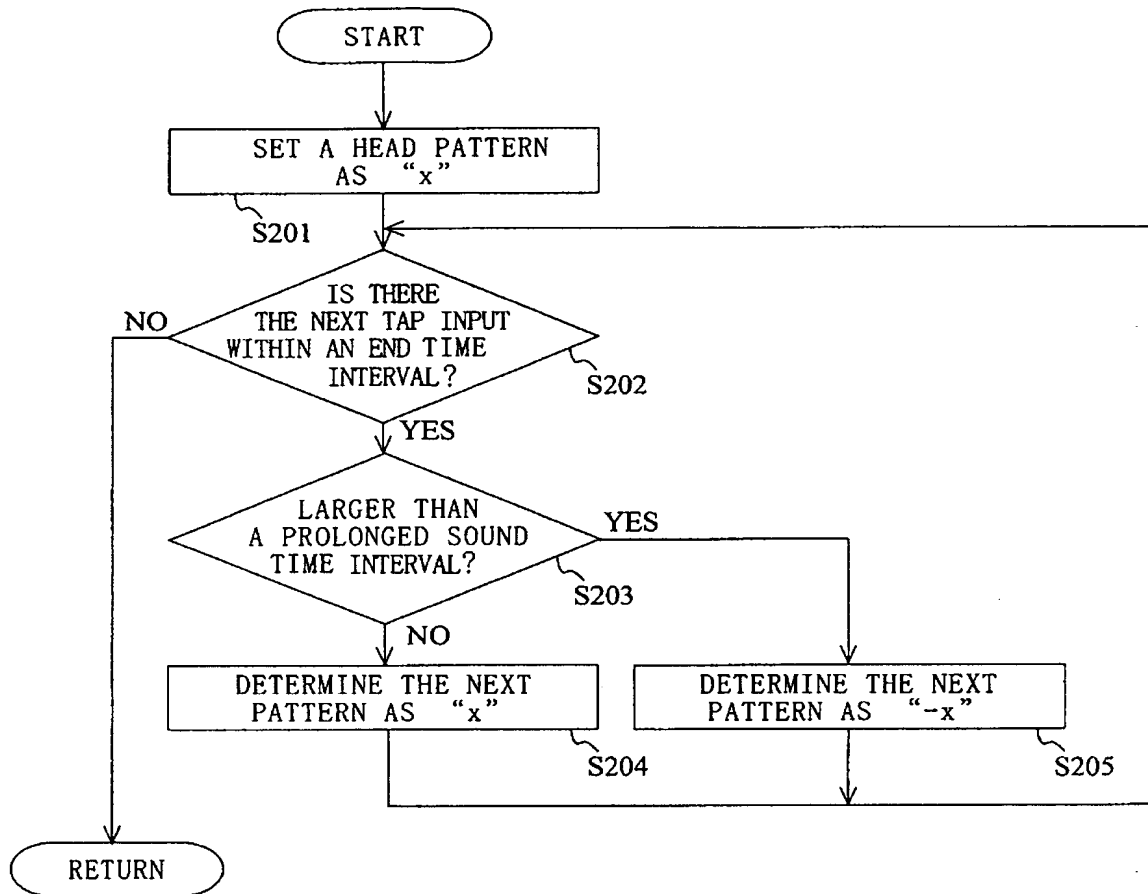 START
SET A HEAD PATTERN
AS “x”
S201
IS THERE
THE NEXT TAP INPUT
WITHIN AN END TIME
INTERVAL?
NO
S202
YES
LARGER THAN
A PROLONGED SOUND
TIME INTERVAL?
YES
S203
NO
DETERMINE THE NEXT
PATTERN AS “x”
S204
DETERMINE THE NEXT
PATTERN AS “-x”
S205
RETURN